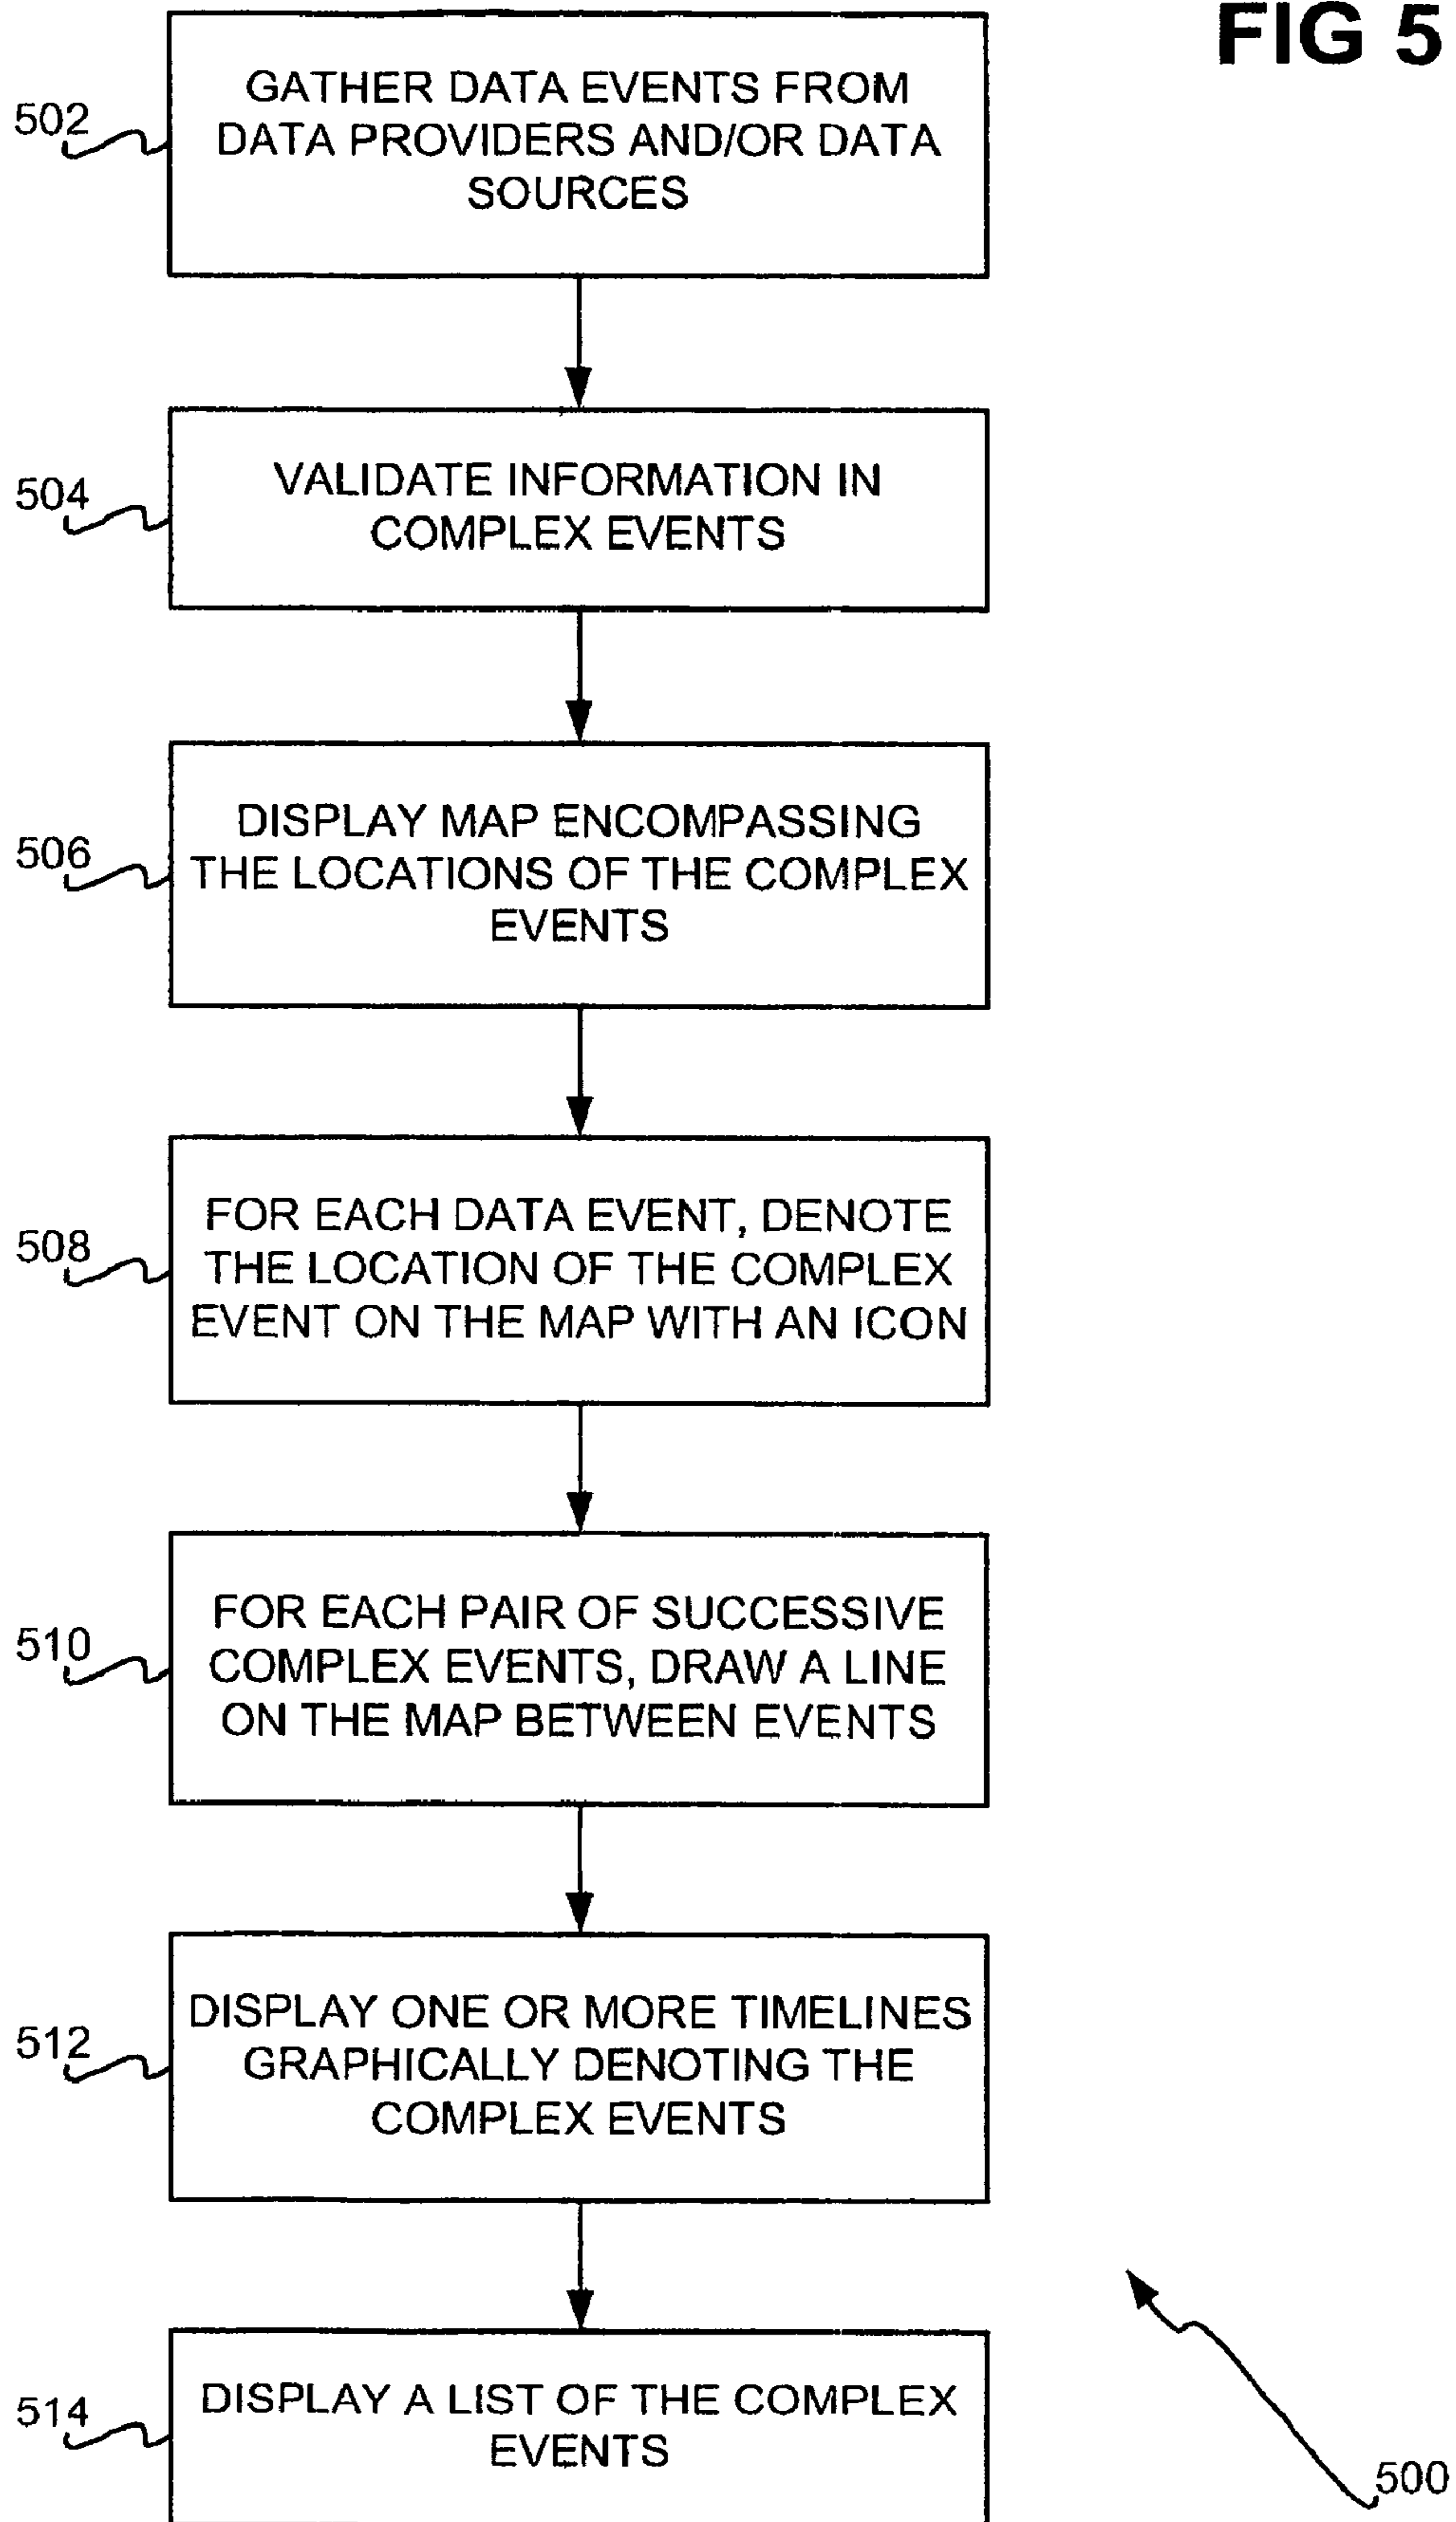 FIG 5
502
GATHER DATA EVENTS FROM
DATA PROVIDERS AND/OR DATA
SOURCES
504
VALIDATE INFORMATION IN
COMPLEX EVENTS
506
DISPLAY MAP ENCOMPASSING
THE LOCATIONS OF THE COMPLEX
EVENTS
508
FOR EACH DATA EVENT, DENOTE
THE LOCATION OF THE COMPLEX
EVENT ON THE MAP WITH AN ICON
510
FOR EACH PAIR OF SUCCESSIVE
COMPLEX EVENTS, DRAW A LINE
ON THE MAP BETWEEN EVENTS
512
DISPLAY ONE OR MORE TIMELINES
GRAPHICALLY DENOTING THE
COMPLEX EVENTS
514
DISPLAY A LIST OF THE COMPLEX
EVENTS
500